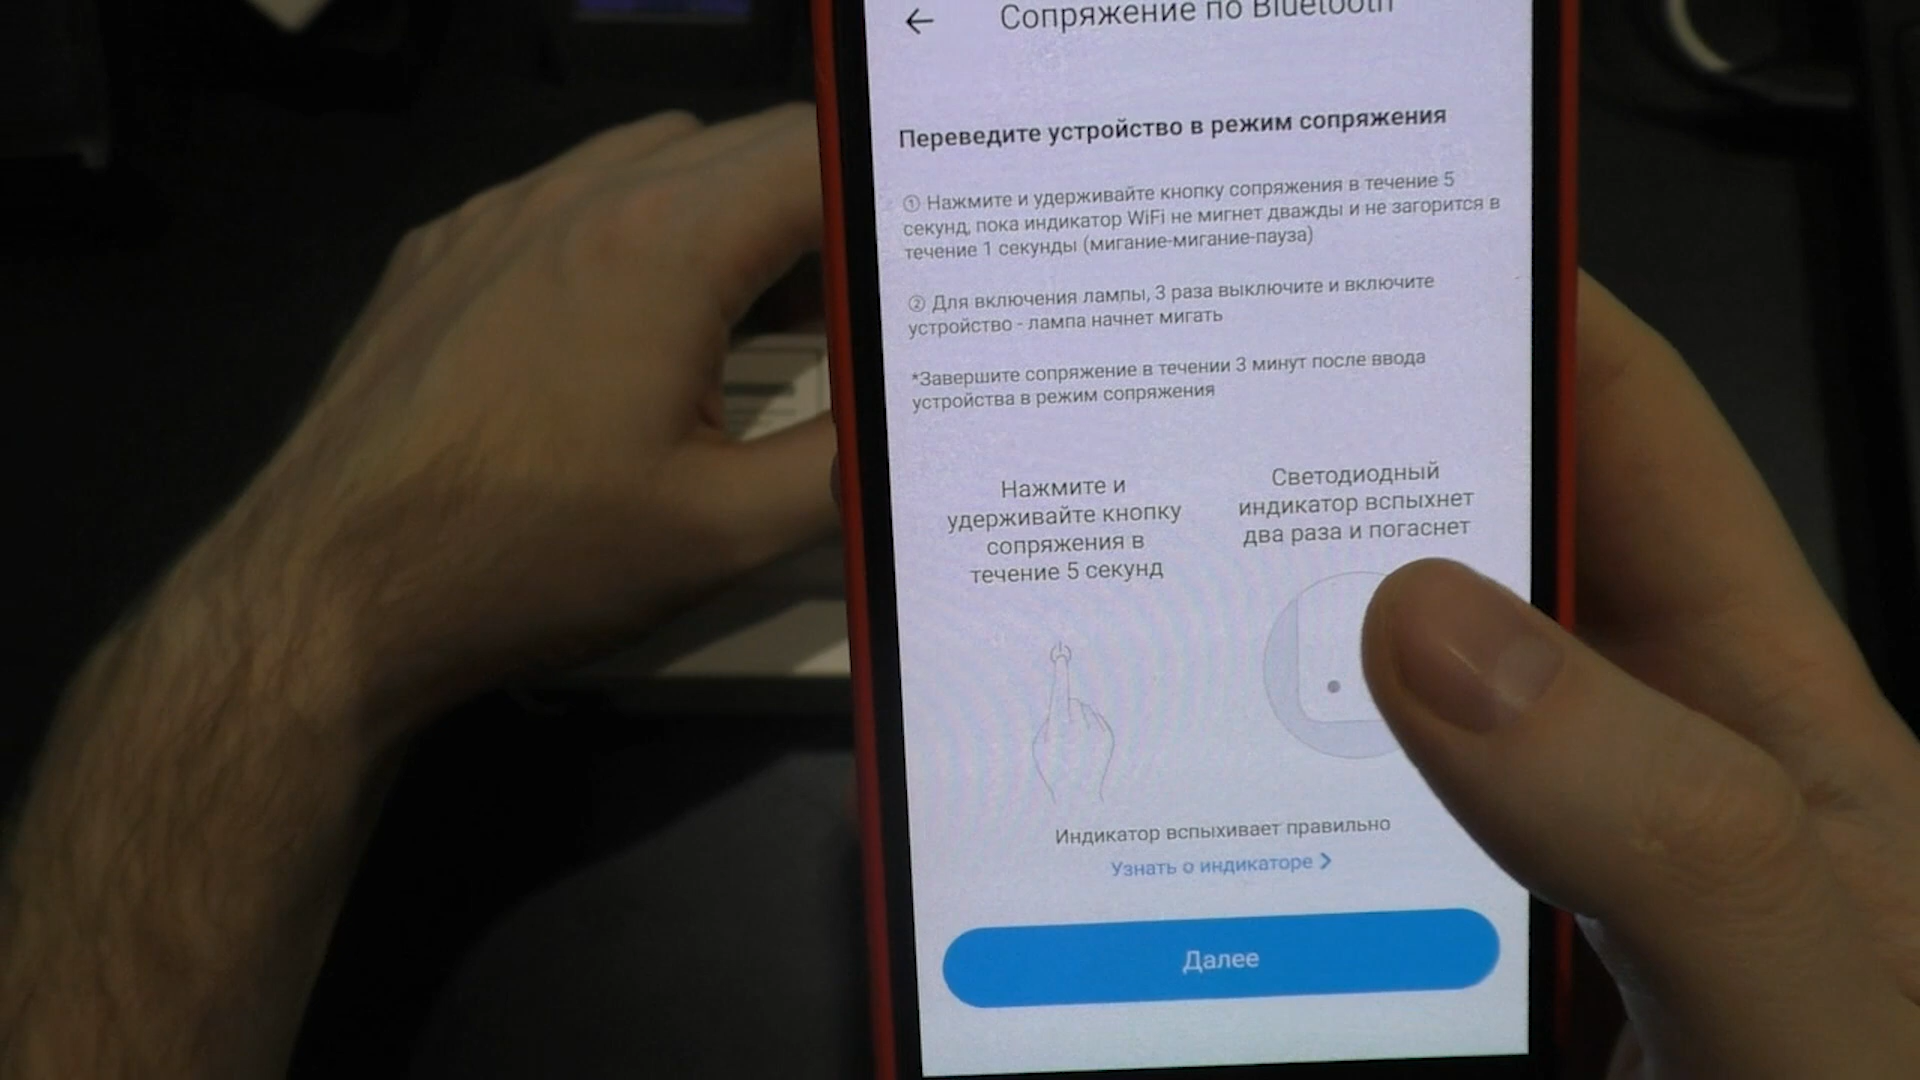 Сопряжение по Bluetooth
Переведите устройство в режим сопряжения
① Нажмите и удерживайте кнопку сопряжения в течение 5
секунд, пока индикатор WiFi не мигнет дважды и не загорится в
течение 1 секунды (мигание-мигание-пауза)
② Для включения лампы, 3 раза выключите и включите
устройство - лампа начнет мигать
*Завершите сопряжение в течении 3 минут после ввода
устройства в режим сопряжения
Нажмите и
удерживайте кнопку
сопряжения в
течение 5 секунд
Светодиодный
индикатор вспыхнет
два раза и погаснет
Индикатор вспыхивает правильно
Узнать о индикаторе
Далее